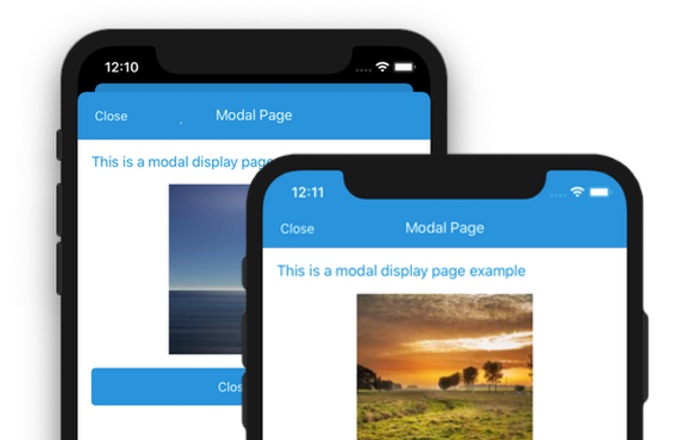 12:10
Close
Modal Page
This is a modal display page
Clos
12:11
Close
Modal Page
This is a modal display page example